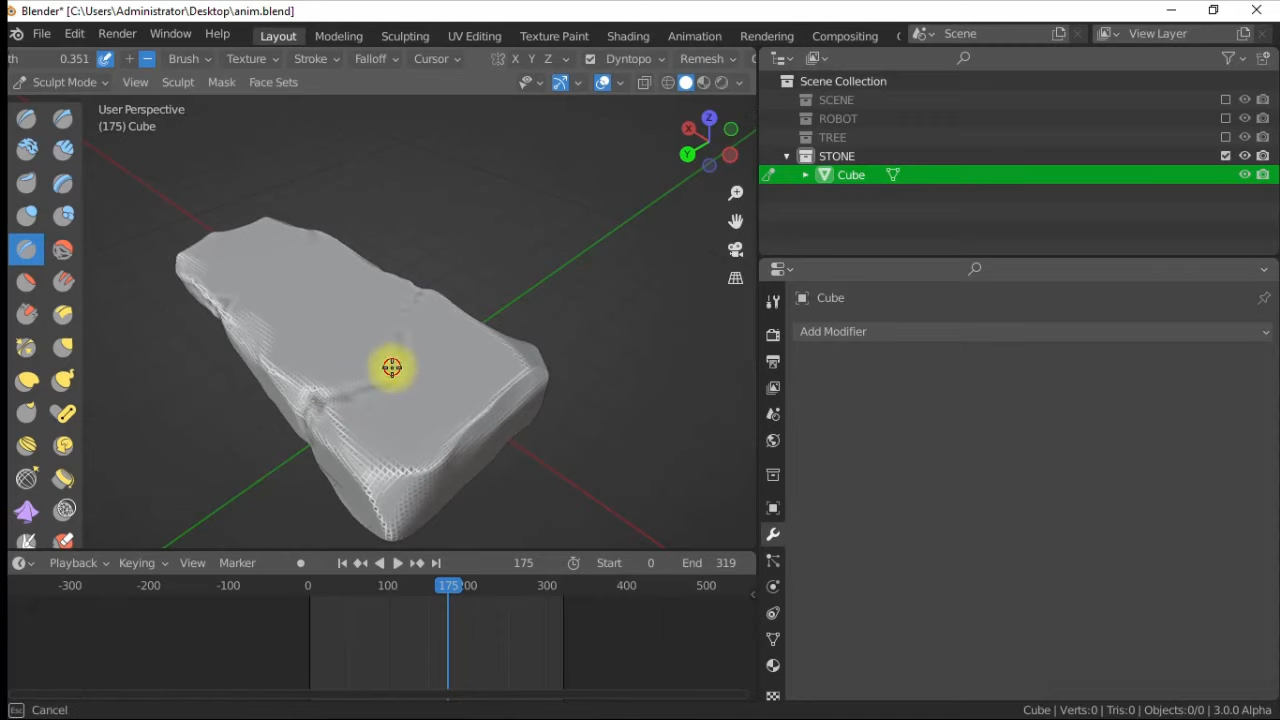 Blender* [C:\Users\Administrator\Desktop\anim.blend]
File Edit Render Window Help Layout Modeling Sculpting UV Editing Texture Paint Shading Animation Rendering Compositing Scene View Layer
th 0.351 Brush Texture Stroke Falloff Cursor X Y Z Dyntopo Remesh
Sculpt Mode View Sculpt Mask Face Sets
User Perspective
(175) Cube
Z
X
Y
Scene Collection
SCENE
ROBOT
TREE
STONE
Cube
Cube
Add Modifier
Playback Keying View Marker 175 Start 0 End 319
-300 -200 -100 0 100 175 200 300 400 500
Esc Cancel Cube | Verts:0 | Tris:0 | Objects:0/0 | 3.0.0 Alpha